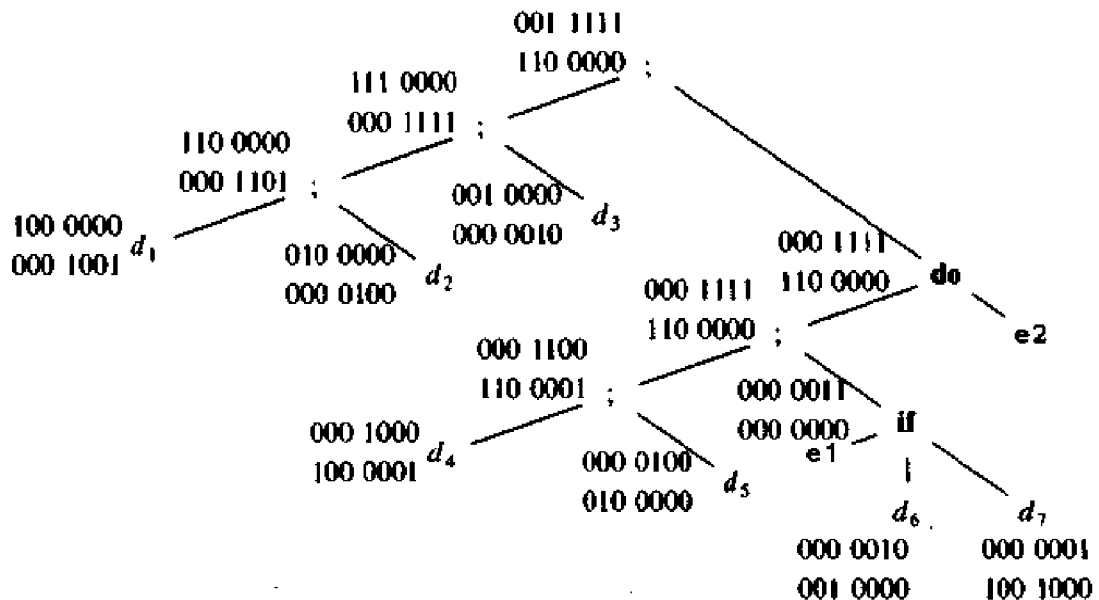 001 1111
110 0000 ;
111 0000
000 1111 ;
110 0000
000 1101 ;
001 0000
000 0010
d₃
100 0000
000 1001
d₁
010 0000
000 0100
d₂
000 1111
110 0000
do
000 1111
110 0000 ;
e2
000 1100
110 0001 ;
000 0011
000 0000
if
e1
000 1000
100 0001
d₄
000 0100
010 0000
d₅
d₆
d₇
000 0010
001 0000
000 0001
100 1000